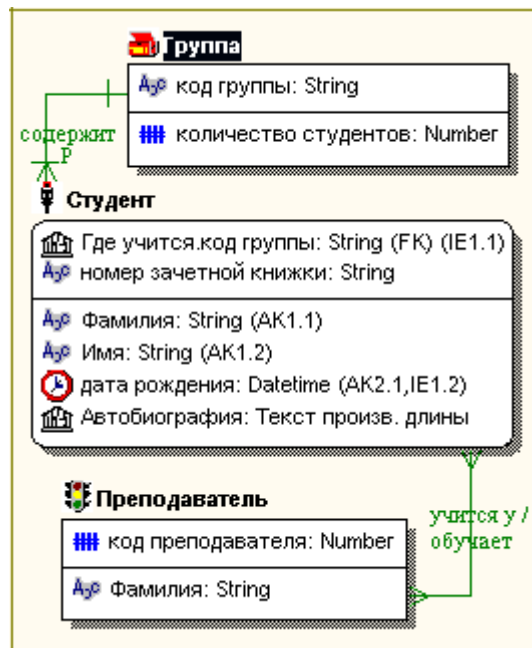 Группа
код группы: String
количество студентов: Number
содержит
P
Студент
Где учится.код группы: String (FK) (IE1.1)
номер зачетной книжки: String
Фамилия: String (AK1.1)
Имя: String (AK1.2)
дата рождения: Datetime (AK2.1,IE1.2)
Автобиография: Текст произв. длины
Преподаватель
код преподавателя: Number
Фамилия: String
учится у /
обучает